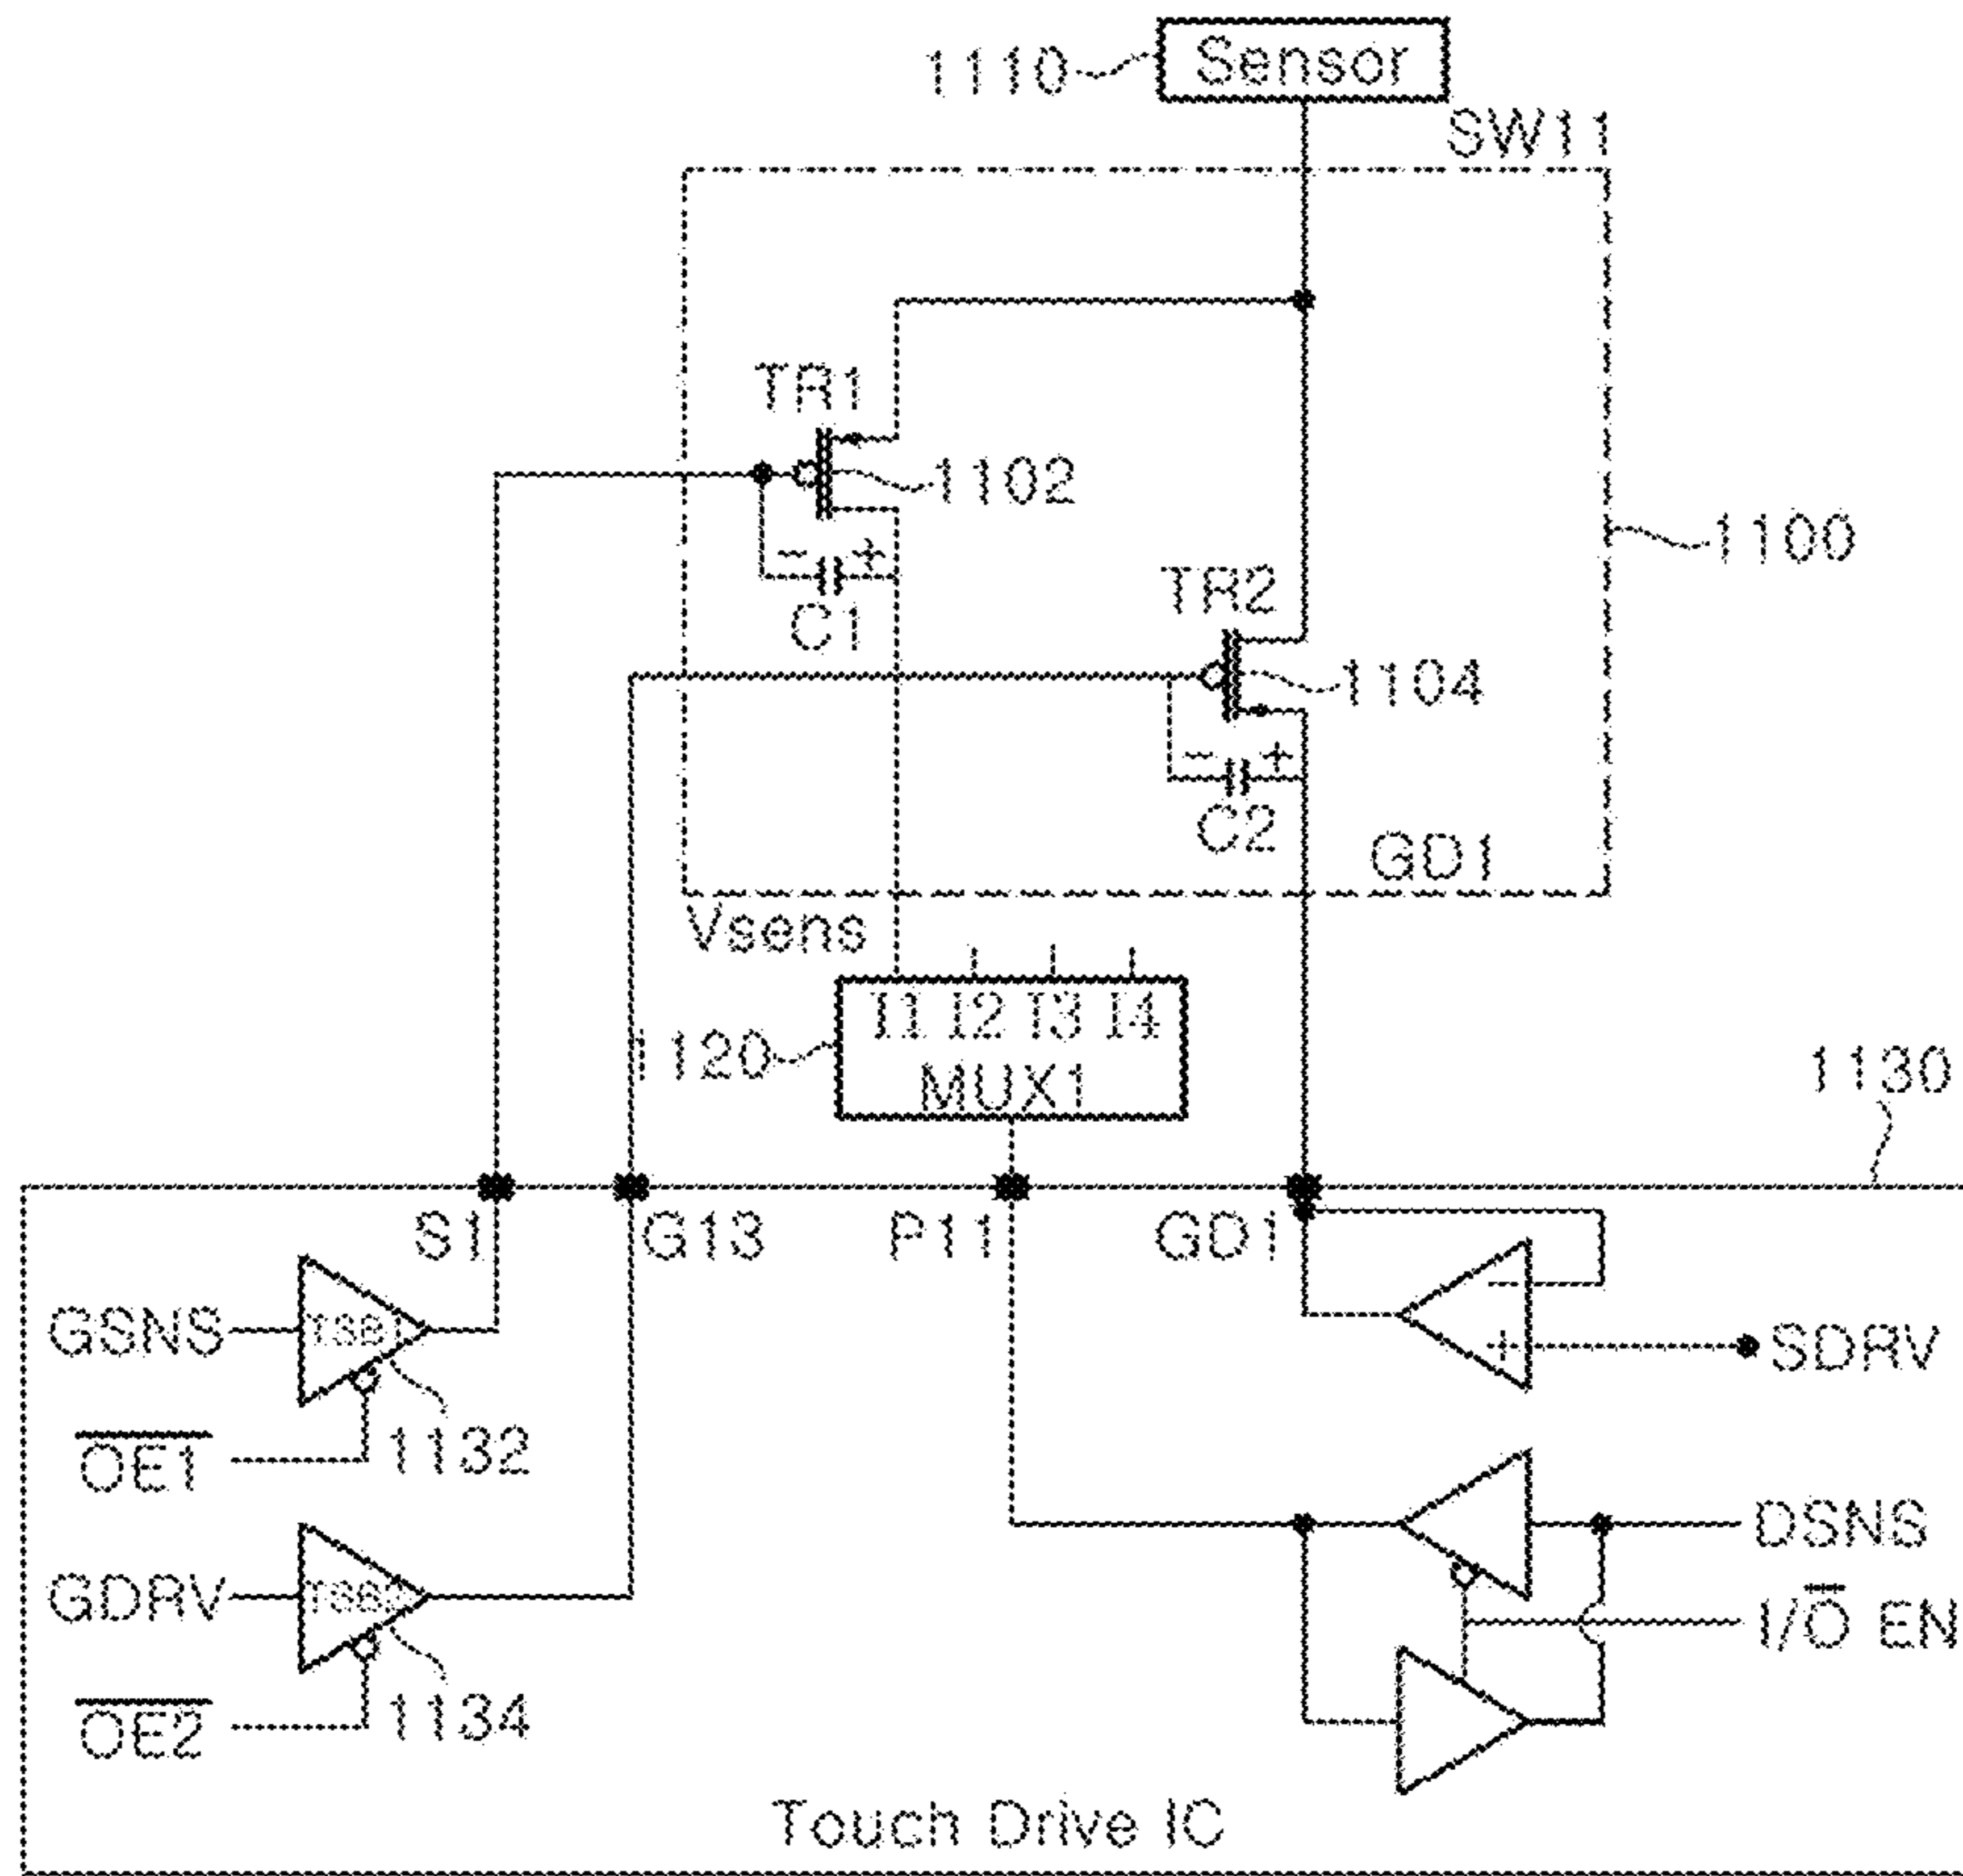 Sensor
1110
SW11
TR1
1102
1100
- +
C1
TR2
1104
- +
C2
GD1
Vsens
I1 I2 I3 I4
1120
MUX1
1130
S1 G13 P11 GD1
-
GSNS
+
SDRV
OE1
1132
DSNS
GDRV
I/O EN
OE2
1134
Touch Drive IC